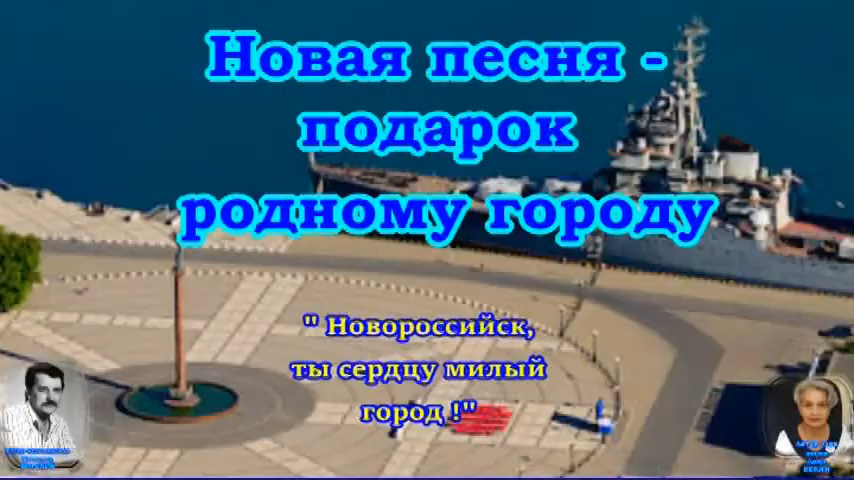 Новая песня -
подарок
родному городу
" Новороссийск,
ты сердцу милый
город !"